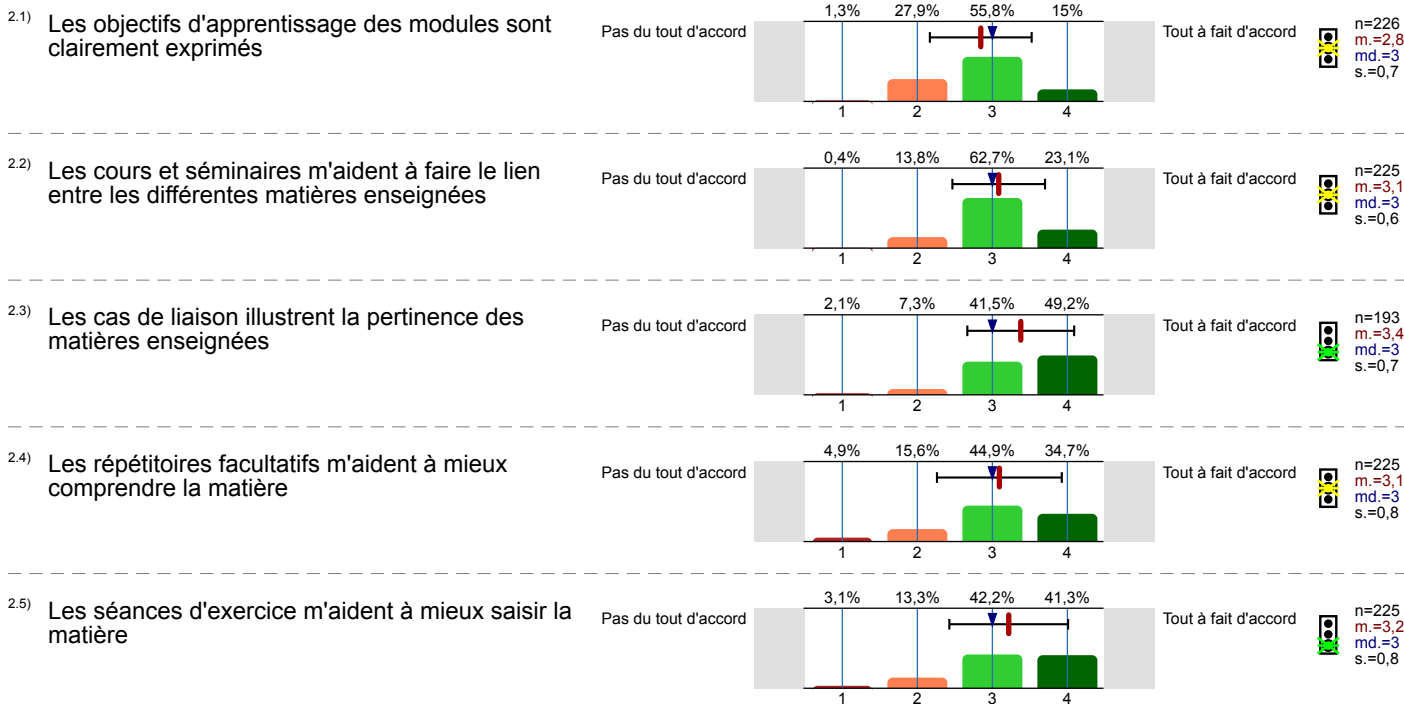 2.1) Les objectifs d'apprentissage des modules sont
clairement exprimés
Pas du tout d'accord
1,3% 27,9% 55,8% 15%
1 2 3 4
Tout à fait d'accord
n=226
m.=2,8
md.=3
s.=0,7
2.2) Les cours et séminaires m'aident à faire le lien
entre les différentes matières enseignées
Pas du tout d'accord
0,4% 13,8% 62,7% 23,1%
1 2 3 4
Tout à fait d'accord
n=225
m.=3,1
md.=3
s.=0,6
2.3) Les cas de liaison illustrent la pertinence des
matières enseignées
Pas du tout d'accord
2,1% 7,3% 41,5% 49,2%
1 2 3 4
Tout à fait d'accord
n=193
m.=3,4
md.=3
s.=0,7
2.4) Les répétitoires facultatifs m'aident à mieux
comprendre la matière
Pas du tout d'accord
4,9% 15,6% 44,9% 34,7%
1 2 3 4
Tout à fait d'accord
n=225
m.=3,1
md.=3
s.=0,8
2.5) Les séances d'exercice m'aident à mieux saisir la
matière
Pas du tout d'accord
3,1% 13,3% 42,2% 41,3%
1 2 3 4
Tout à fait d'accord
n=225
m.=3,2
md.=3
s.=0,8